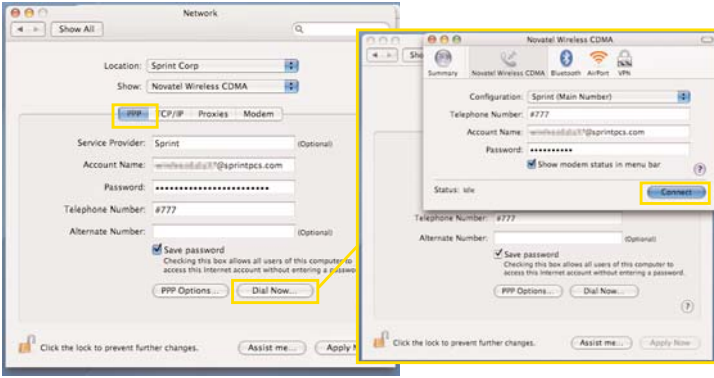 Network
Show All
Location: Sprint Corp
Show: Novatel Wireless CDMA
PPP TCP/IP Proxies Modem
Service Provider: Sprint (Optional)
Account Name: @sprintpcs.com
Password: ••••••••••••••••••••••••
Telephone Number: #777
Alternate Number: (Optional)
Save password
Checking this box allows all users of this computer to
access this Internet account without entering a passwo
PPP Options... Dial Now...
Click the lock to prevent further changes. Assist me... Apply N
Sho
Novatel Wireless CDMA
Summary Novatel Wireless CDMA Bluetooth AirPort VPN
Configuration: Sprint (Main Number)
Telephone Number: #777
Account Name: @sprintpcs.com
Password: ••••••••••
Show modem status in menu bar
Status: Idle Connect
Telephone Number: #777
Alternate Number: (Optional)
Save password
Checking this box allows all users of this computer to
access this Internet account without entering a password.
PPP Options... Dial Now...
Click the lock to prevent further changes. Assist me... Apply Now